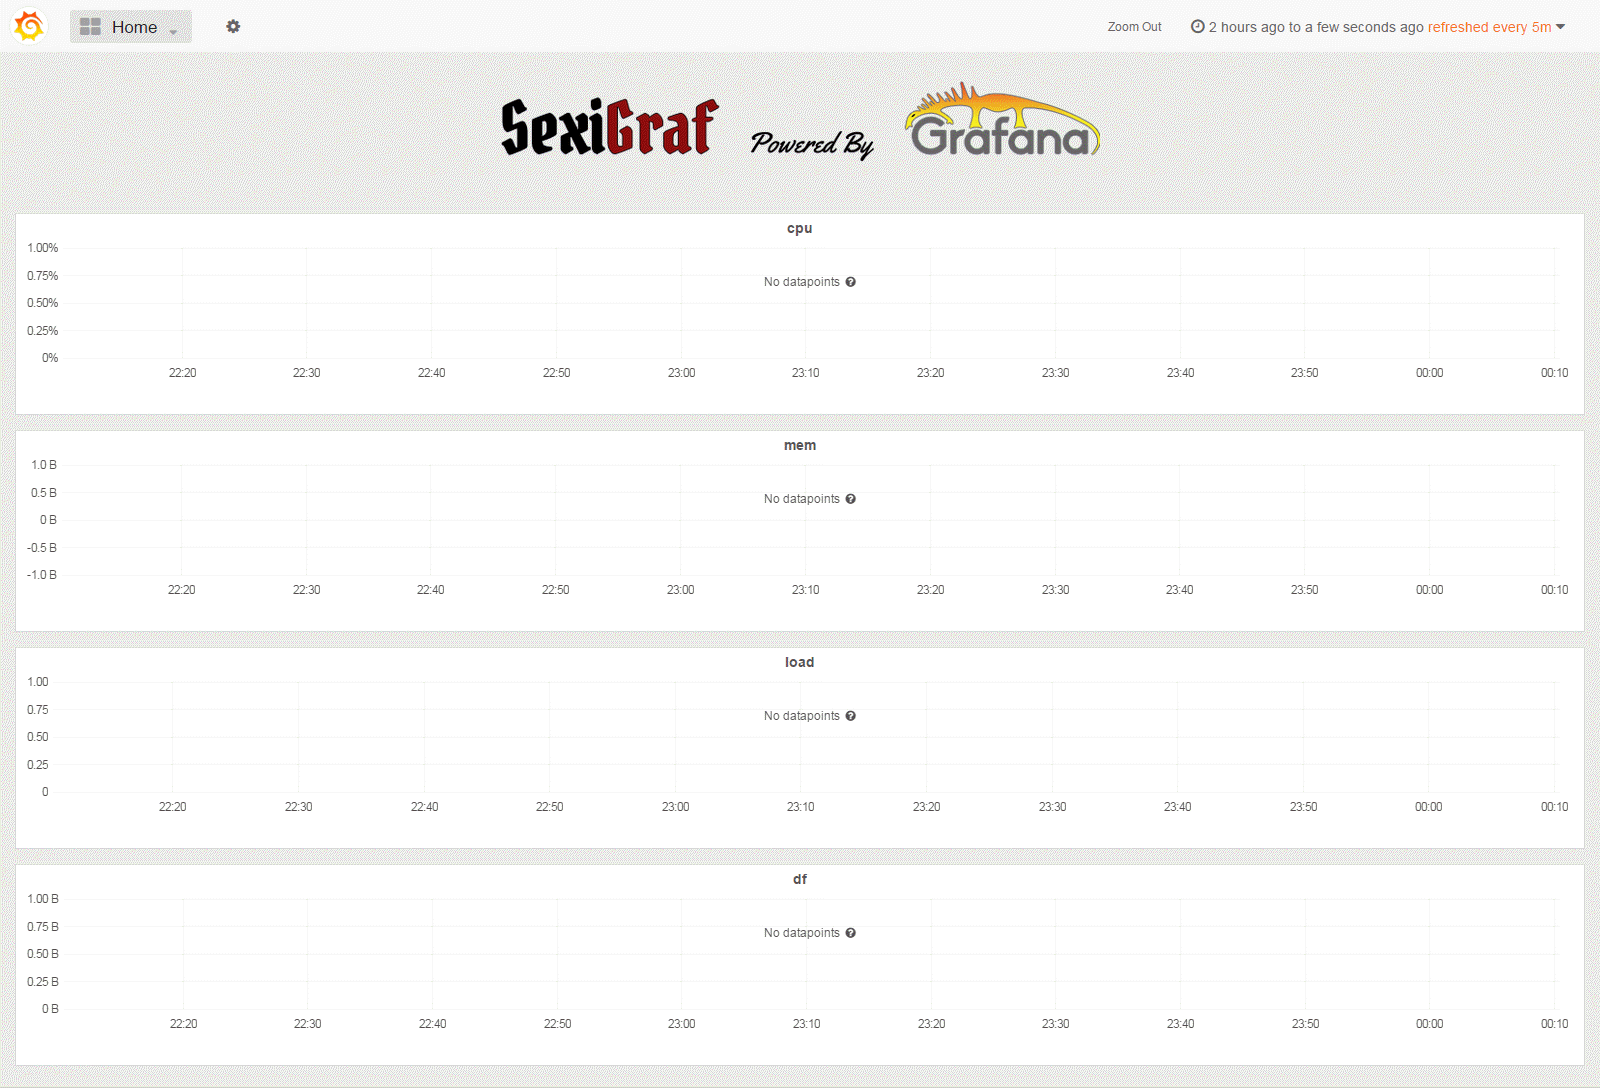 Home
Zoom Out
2 hours ago to a few seconds ago refreshed every 5m
SexiGraf Powered By Grafana
cpu
1.00%
No datapoints
0.75%
0.50%
0.25%
0%
22:20 22:30 22:40 22:50 23:00 23:10 23:20 23:30 23:40 23:50 00:00 00:10
mem
1.0 B
No datapoints
0.5 B
0 B
-0.5 B
-1.0 B
22:20 22:30 22:40 22:50 23:00 23:10 23:20 23:30 23:40 23:50 00:00 00:10
load
1.00
No datapoints
0.75
0.50
0.25
0
22:20 22:30 22:40 22:50 23:00 23:10 23:20 23:30 23:40 23:50 00:00 00:10
df
1.00 B
No datapoints
0.75 B
0.50 B
0.25 B
0 B
22:20 22:30 22:40 22:50 23:00 23:10 23:20 23:30 23:40 23:50 00:00 00:10